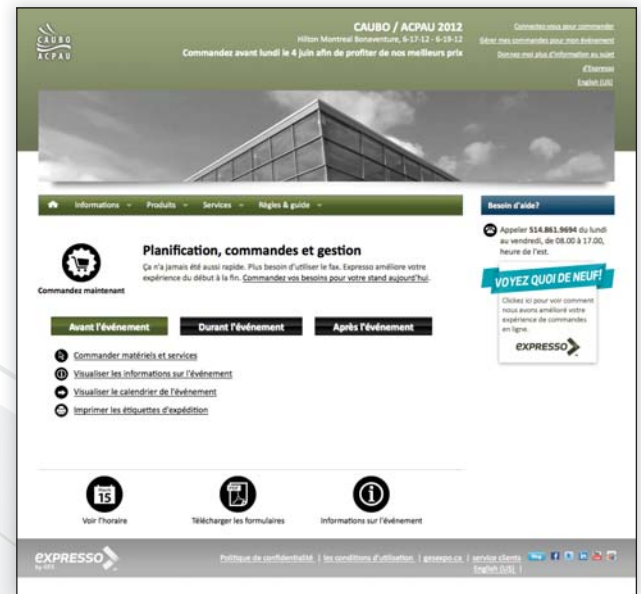 CAUBO
ACPAU
CAUBO / ACPAU 2012
Hilton Montreal Bonaventure, 6-17-12 - 6-19-12
Commandez avant lundi le 4 juin afin de profiter de nos meilleurs prix
Connectez-vous pour commander
Gérer mes commandes pour mon événement
Donnez-moi plus d'information au sujet
d'Expresso
English (US)
Informations
Produits
Services
Règles & guide
Besoin d'aide?
Commandez maintenant
Planification, commandes et gestion
Ça n'a jamais été aussi rapide. Plus besoin d'utiliser le fax. Expresso améliore votre
expérience du début à la fin. Commandez vos besoins pour votre stand aujourd'hui.
Appeler 514.861.9694 du lundi
au vendredi, de 08.00 à 17.00,
heure de l'est.
VOYEZ QUOI DE NEUF!
Clickez ici pour voir comment
nous avons amélioré votre
expérience de commandes
en ligne.
EXPRESSO
Avant l'événement
Durant l'événement
Après l'événement
Commander matériels et services
Visualiser les informations sur l'événement
Visualiser le calendrier de l'événement
Imprimer les étiquettes d'expédition
March
15
PDF
Voir l'horaire
Télécharger les formulaires
Informations sur l'événement
EXPRESSO
by GES
Politique de confidentialité | les conditions d'utilisation | gesexpo.ca | service clients
English (US) |